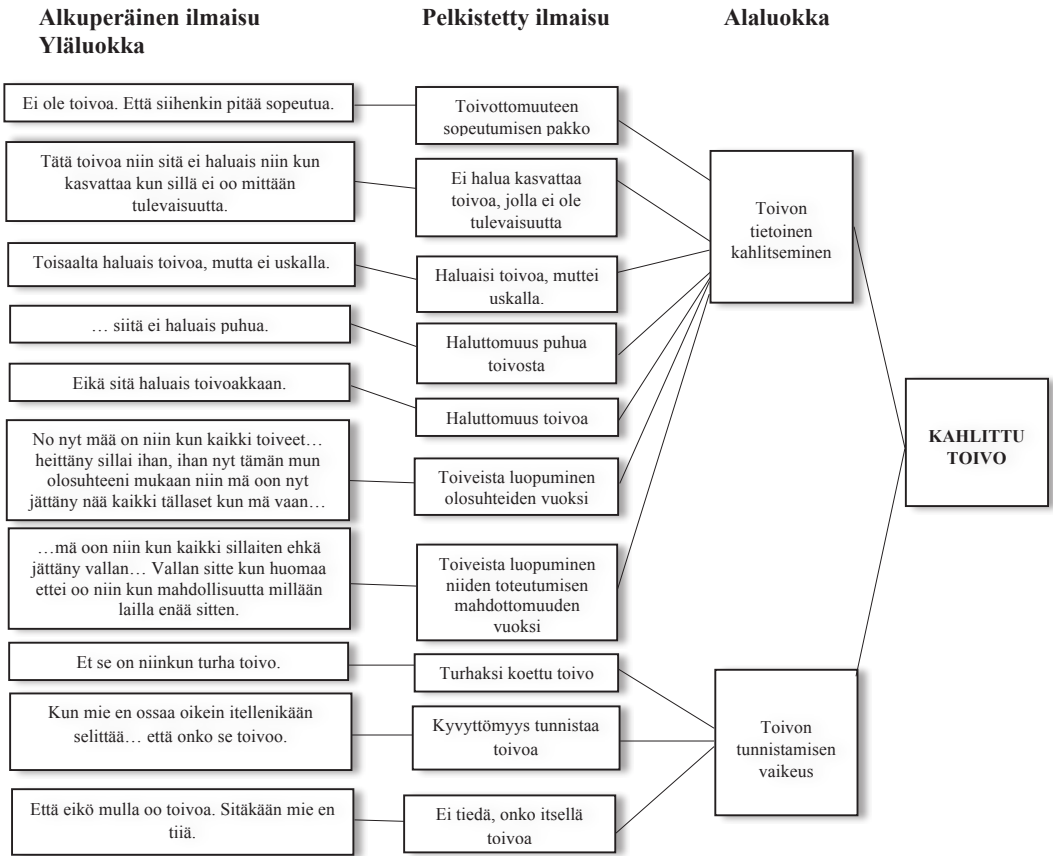 Alkuperäinen ilmaisu
Yläluokka
Pelkistetty ilmaisu
Alaluokka
Ei ole toivoa. Että siihenkin pitää sopeutua.
Toivottomuuteen
sopeutumisen pakko
Tätä toivoa niin sitä ei haluais niin kun
kasvattaa kun sillä ei oo mittään
tulevaisuutta.
Ei halua kasvattaa
toivoa, jolla ei ole
tulevaisuutta
Toisaalta haluais toivoa, mutta ei uskalla.
Haluaisi toivoa, muttei
uskalla.
… siitä ei haluais puhua.
Haluttomuus puhua
toivosta
Eikä sitä haluais toivoakkaan.
Haluttomuus toivoa
No nyt mää on niin kun kaikki toiveet…
heittäny sillai ihan, ihan nyt tämän mun
olosuhteeni mukaan niin mä oon nyt
jättäny nää kaikki tällaset kun mä vaan…
Toiveista luopuminen
olosuhteiden vuoksi
…mä oon niin kun kaikki sillaiten ehkä
jättäny vallan… Vallan sitte kun huomaa
ettei oo niin kun mahdollisuutta millään
lailla enää sitten.
Toiveista luopuminen
niiden toteutumisen
mahdottomuuden
vuoksi
Et se on niinkun turha toivo.
Turhaksi koettu toivo
Kun mie en ossaa oikein itellenikään
selittää… että onko se toivoo.
Kyvyttömyys tunnistaa
toivoa
Että eikö mulla oo toivoa. Sitäkään mie en
tiiä.
Ei tiedä, onko itsellä
toivoa
Toivon
tietoinen
kahlitseminen
Toivon
tunnistamisen
vaikeus
KAHLITTU
TOIVO